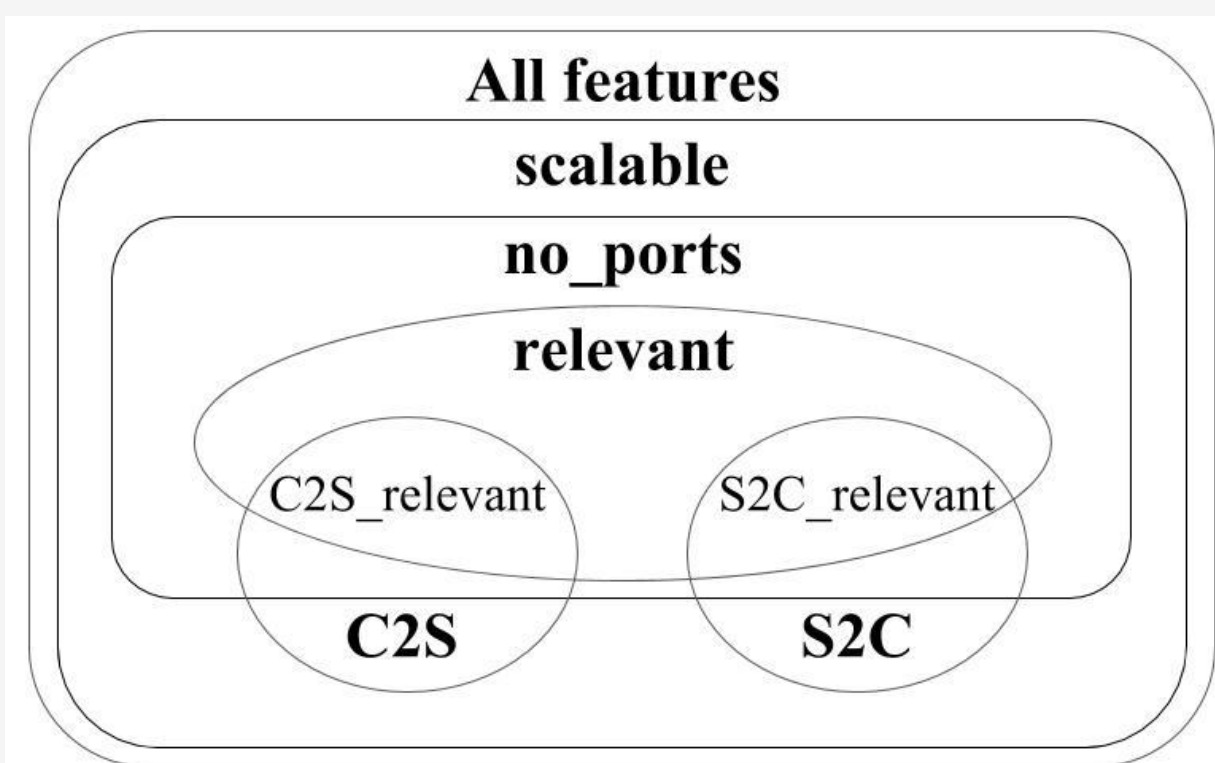 All features
scalable
no_ports
relevant
C2S_relevant S2C_relevant
C2S S2C